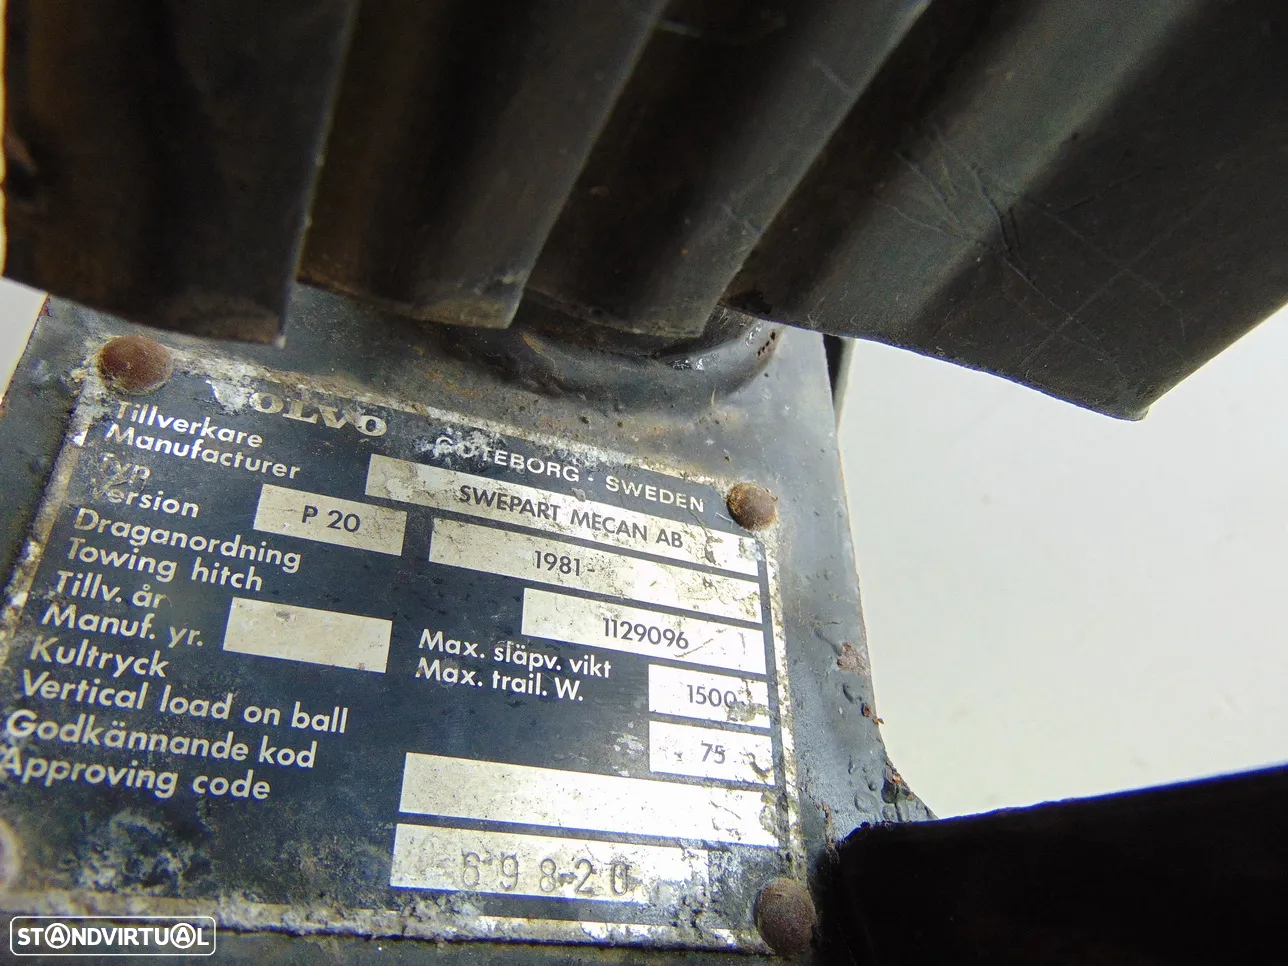 VOLVO GÖTEBORG · SWEDEN
Tillverkare
Manufacturer SWEPART MECAN AB
Typ
Version P 20 1981-
Draganordning
Towing hitch 1129096
Tillv. år
Manuf. yr.
Max. släpv. vikt
Max. trail. W. 1500
Kultryck
Vertical load on ball 75
Godkännande kod
Approving code
69820
STANDVIRTUAL